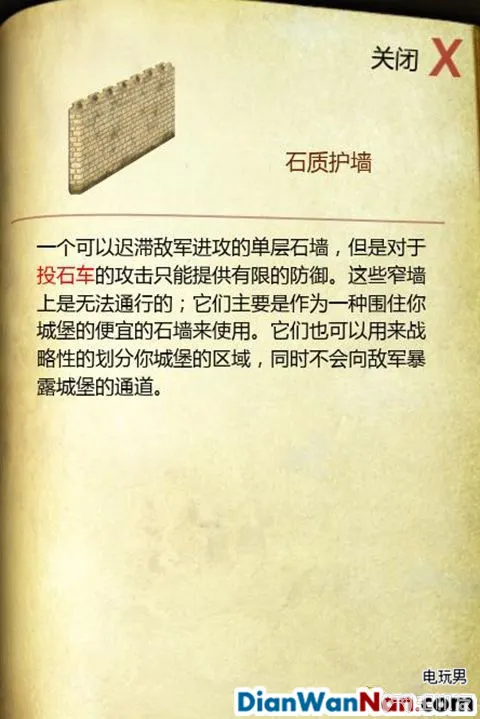 关闭 X
石质护墙
一个可以迟滞敌军进攻的单层石墙，但是对于
投石车的攻击只能提供有限的防御。这些窄墙
上是无法通行的；它们主要是作为一种围住你
城堡的便宜的石墙来使用。它们也可以用来战
略性的划分你城堡的区域，同时不会向敌军暴
露城堡的通道。
电玩男
DianWanNan.com